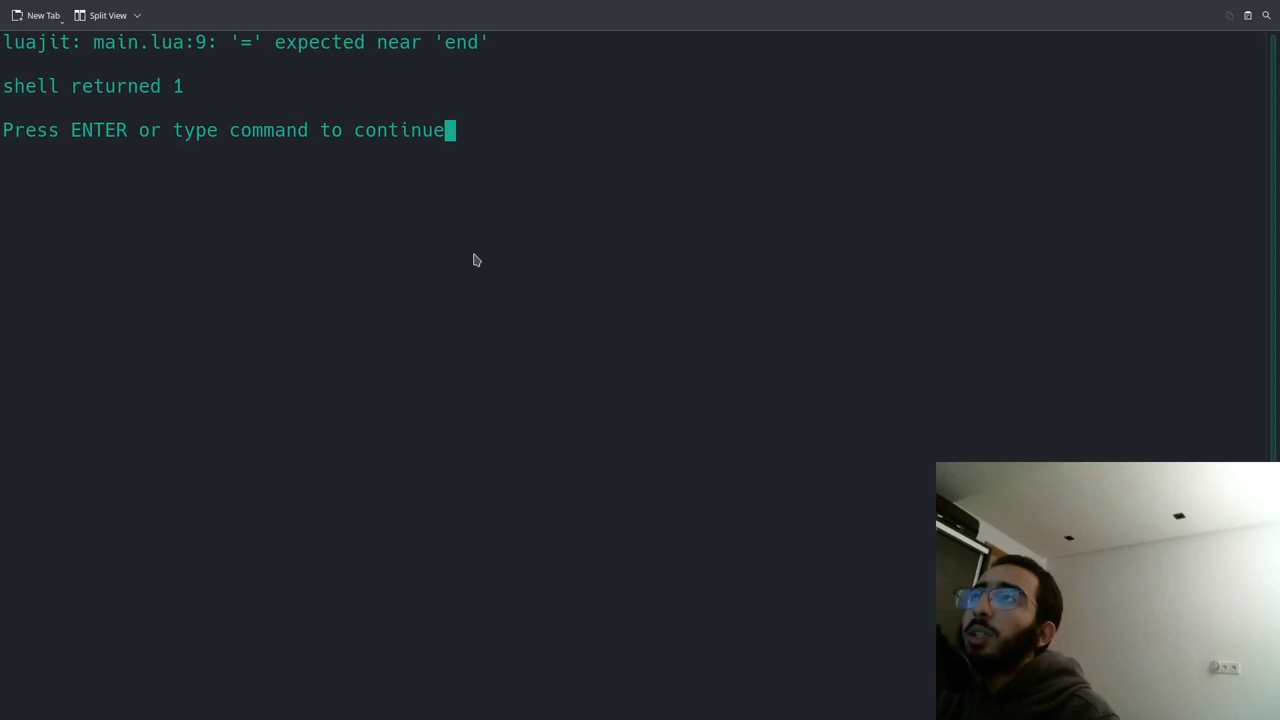 New Tab Split View
luajit: main.lua:9: '=' expected near 'end'
shell returned 1
Press ENTER or type command to continue